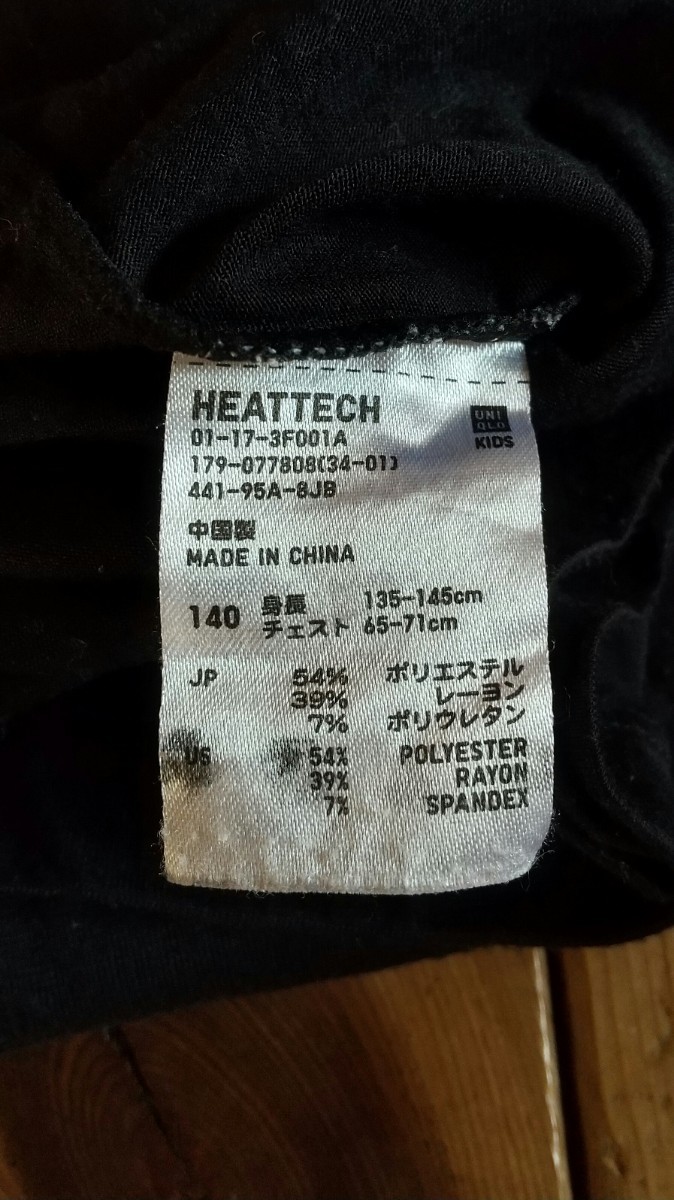 HEATTECH
UNI
QLO
KIDS
01-17-3F001A
179-077808(34-01)
441-95A-8JB
中国製
MADE IN CHINA
140 身長 135-145cm
チェスト 65-71cm
JP 54% ポリエステル
39% レーヨン
7% ポリウレタン
US 54% POLYESTER
39% RAYON
7% SPANDEX